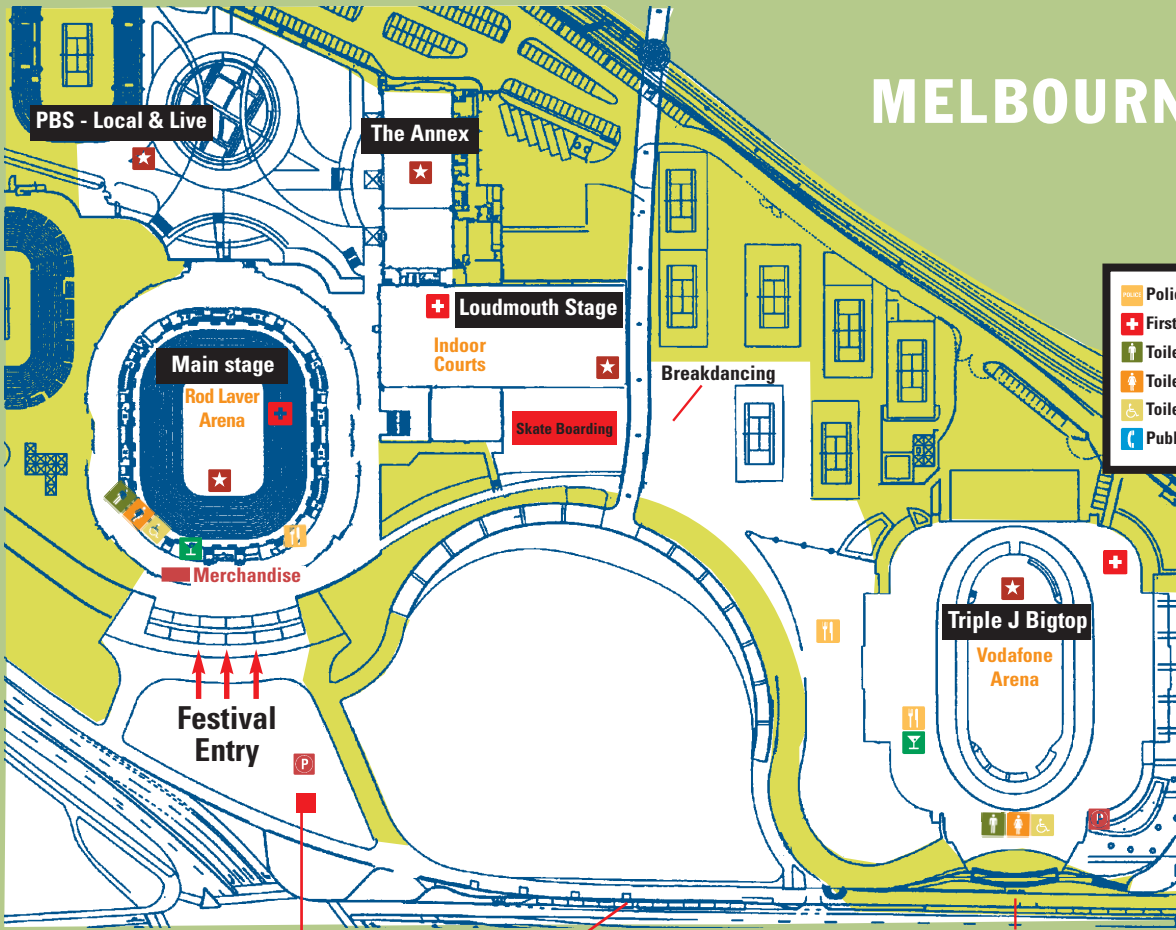 MELBOURN
PBS - Local & Live
The Annex
Loudmouth Stage
Indoor
Courts
Main stage
Rod Laver
Arena
Breakdancing
Skate Boarding
POLICE Polic
First
Toile
Toile
Toile
Publ
Merchandise
Triple J Bigtop
Vodafone
Arena
Festival
Entry
P
P